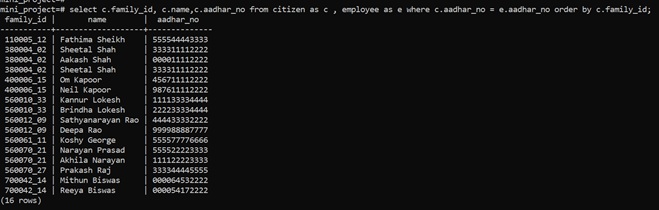 mini_project=#
mini_project=# select c.family_id, c.name,c.aadhar_no from citizen as c , employee as e where c.aadhar_no = e.aadhar_no order by c.family_id;
 family_id |       name        |  aadhar_no
-----------+-------------------+--------------
 110005_12 | Fathima Sheikh    | 555544443333
 380004_02 | Sheetal Shah      | 333311112222
 380004_02 | Aakash Shah       | 000011112222
 380004_02 | Sheetal Shah      | 333311112222
 400006_15 | Om Kapoor         | 456711112222
 400006_15 | Neil Kapoor       | 987611112222
 560010_33 | Kannur Lokesh     | 111133334444
 560010_33 | Brindha Lokesh    | 222233334444
 560012_09 | Sathyanarayan Rao | 444433332222
 560012_09 | Deepa Rao         | 999988887777
 560061_11 | Koshy George      | 555577776666
 560070_21 | Narayan Prasad    | 555522223333
 560070_21 | Akhila Narayan    | 111122223333
 560070_27 | Prakash Raj       | 333344445555
 700042_14 | Mithun Biswas     | 000064532222
 700042_14 | Reeya Biswas      | 000054172222
(16 rows)